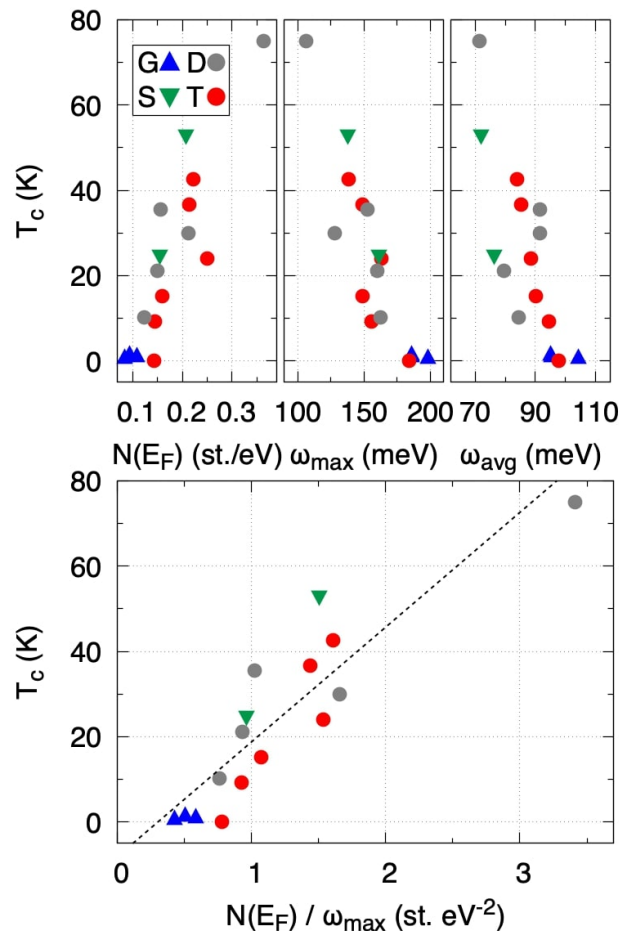 80
60
40
20
0
T_c (K)
G D
S T
0.1 0.2 0.3 100 150 200 70 90 110
N(E_F) (st./eV) ω_max (meV) ω_avg (meV)
80
60
40
20
0
T_c (K)
0 1 2 3
N(E_F) / ω_max (st. eV⁻²)